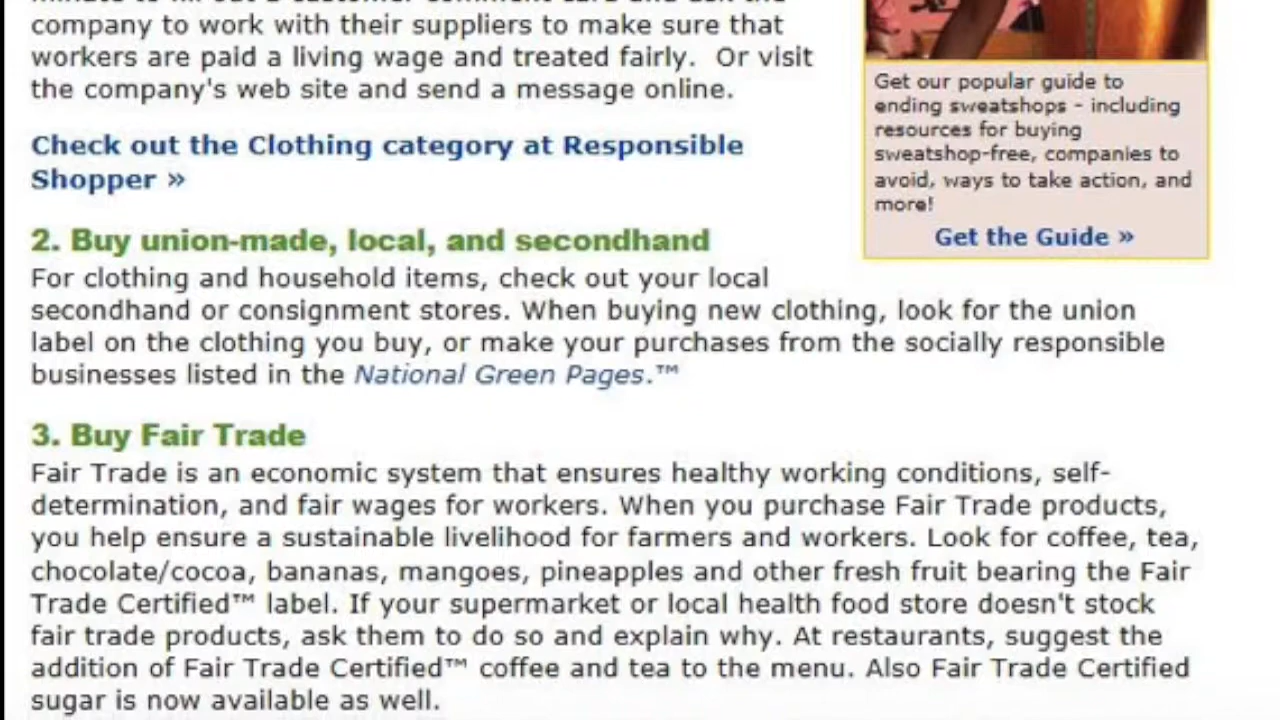 company to work with their suppliers to make sure that
workers are paid a living wage and treated fairly.  Or visit
the company's web site and send a message online.
Check out the Clothing category at Responsible
Shopper »
2. Buy union-made, local, and secondhand
For clothing and household items, check out your local
secondhand or consignment stores. When buying new clothing, look for the union
label on the clothing you buy, or make your purchases from the socially responsible
businesses listed in the National Green Pages.™
3. Buy Fair Trade
Fair Trade is an economic system that ensures healthy working conditions, self-
determination, and fair wages for workers. When you purchase Fair Trade products,
you help ensure a sustainable livelihood for farmers and workers. Look for coffee, tea,
chocolate/cocoa, bananas, mangoes, pineapples and other fresh fruit bearing the Fair
Trade Certified™ label. If your supermarket or local health food store doesn't stock
fair trade products, ask them to do so and explain why. At restaurants, suggest the
addition of Fair Trade Certified™ coffee and tea to the menu. Also Fair Trade Certified
sugar is now available as well.
Get our popular guide to
ending sweatshops - including
resources for buying
sweatshop-free, companies to
avoid, ways to take action, and
more!
Get the Guide »